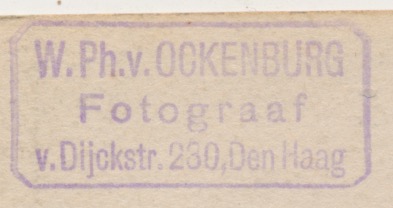 W.Ph.v.OCKENBURG
Fotograaf
v.Dijckstr.230,Den Haag